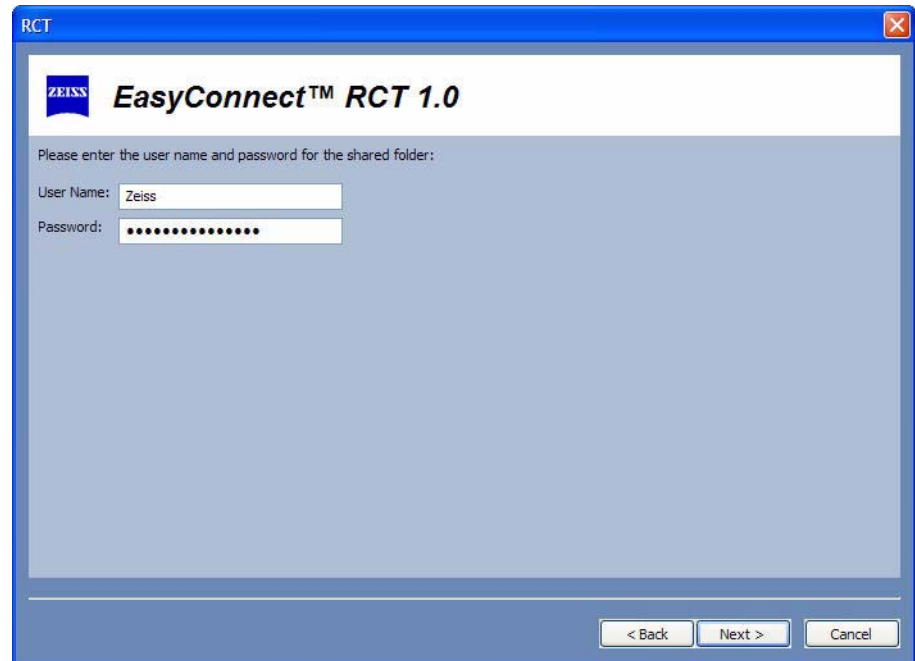 RCT
ZEISS
EasyConnect™ RCT 1.0
Please enter the user name and password for the shared folder:
User Name: Zeiss
Password: •••••••••••••••
< Back Next > Cancel